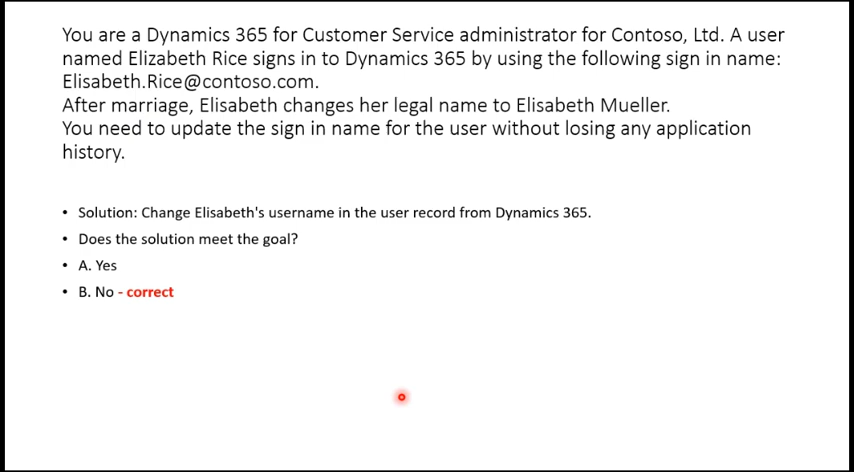 You are a Dynamics 365 for Customer Service administrator for Contoso, Ltd. A user
named Elizabeth Rice signs in to Dynamics 365 by using the following sign in name:
Elisabeth.Rice@contoso.com.
After marriage, Elisabeth changes her legal name to Elisabeth Mueller.
You need to update the sign in name for the user without losing any application
history.
• Solution: Change Elisabeth's username in the user record from Dynamics 365.
• Does the solution meet the goal?
• A. Yes
• B. No - correct